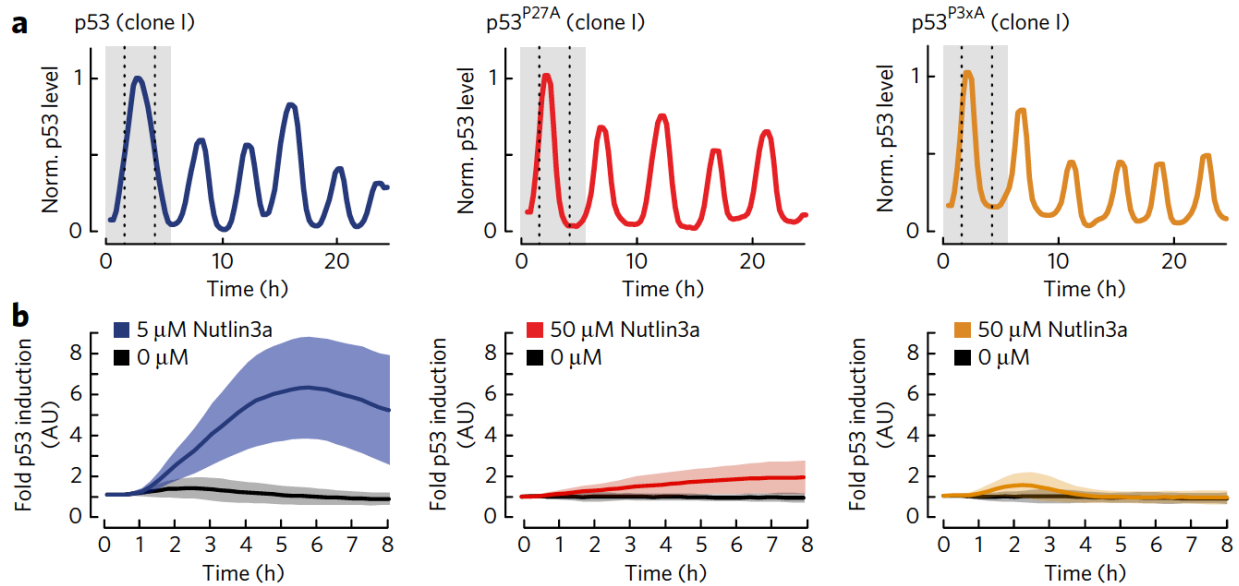 a
p53 (clone I)
p53P27A (clone I)
p53P3xA (clone I)
Norm. p53 level
1
0
0 10 20
Time (h)
Norm. p53 level
1
0
0 10 20
Time (h)
Norm. p53 level
1
0
0 10 20
Time (h)
b
Fold p53 induction
(AU)
8
6
4
2
0
5 μM Nutlin3a
0 μM
0 1 2 3 4 5 6 7 8
Time (h)
Fold p53 induction
(AU)
8
6
4
2
0
50 μM Nutlin3a
0 μM
0 1 2 3 4 5 6 7 8
Time (h)
Fold p53 induction
(AU)
8
6
4
2
0
50 μM Nutlin3a
0 μM
0 1 2 3 4 5 6 7 8
Time (h)